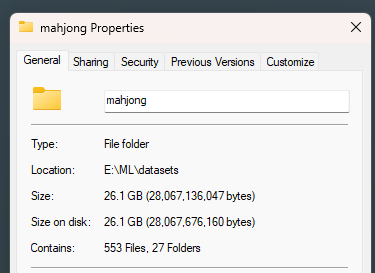 mahjong Properties
General Sharing Security Previous Versions Customize
mahjong
Type: File folder
Location: E:\ML\datasets
Size: 26.1 GB (28,067,136,047 bytes)
Size on disk: 26.1 GB (28,067,676,160 bytes)
Contains: 553 Files, 27 Folders